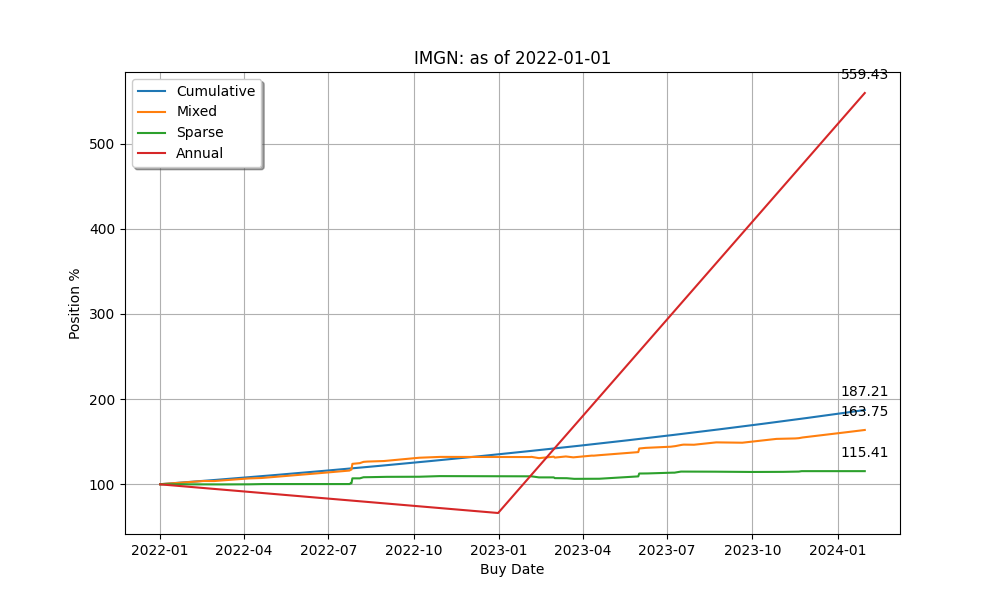 IMGN: as of 2022-01-01
559.43
Cumulative
Mixed
Sparse
Annual
500
400
300
200
100
Position %
187.21
163.75
115.41
2022-01 2022-04 2022-07 2022-10 2023-01 2023-04 2023-07 2023-10 2024-01
Buy Date